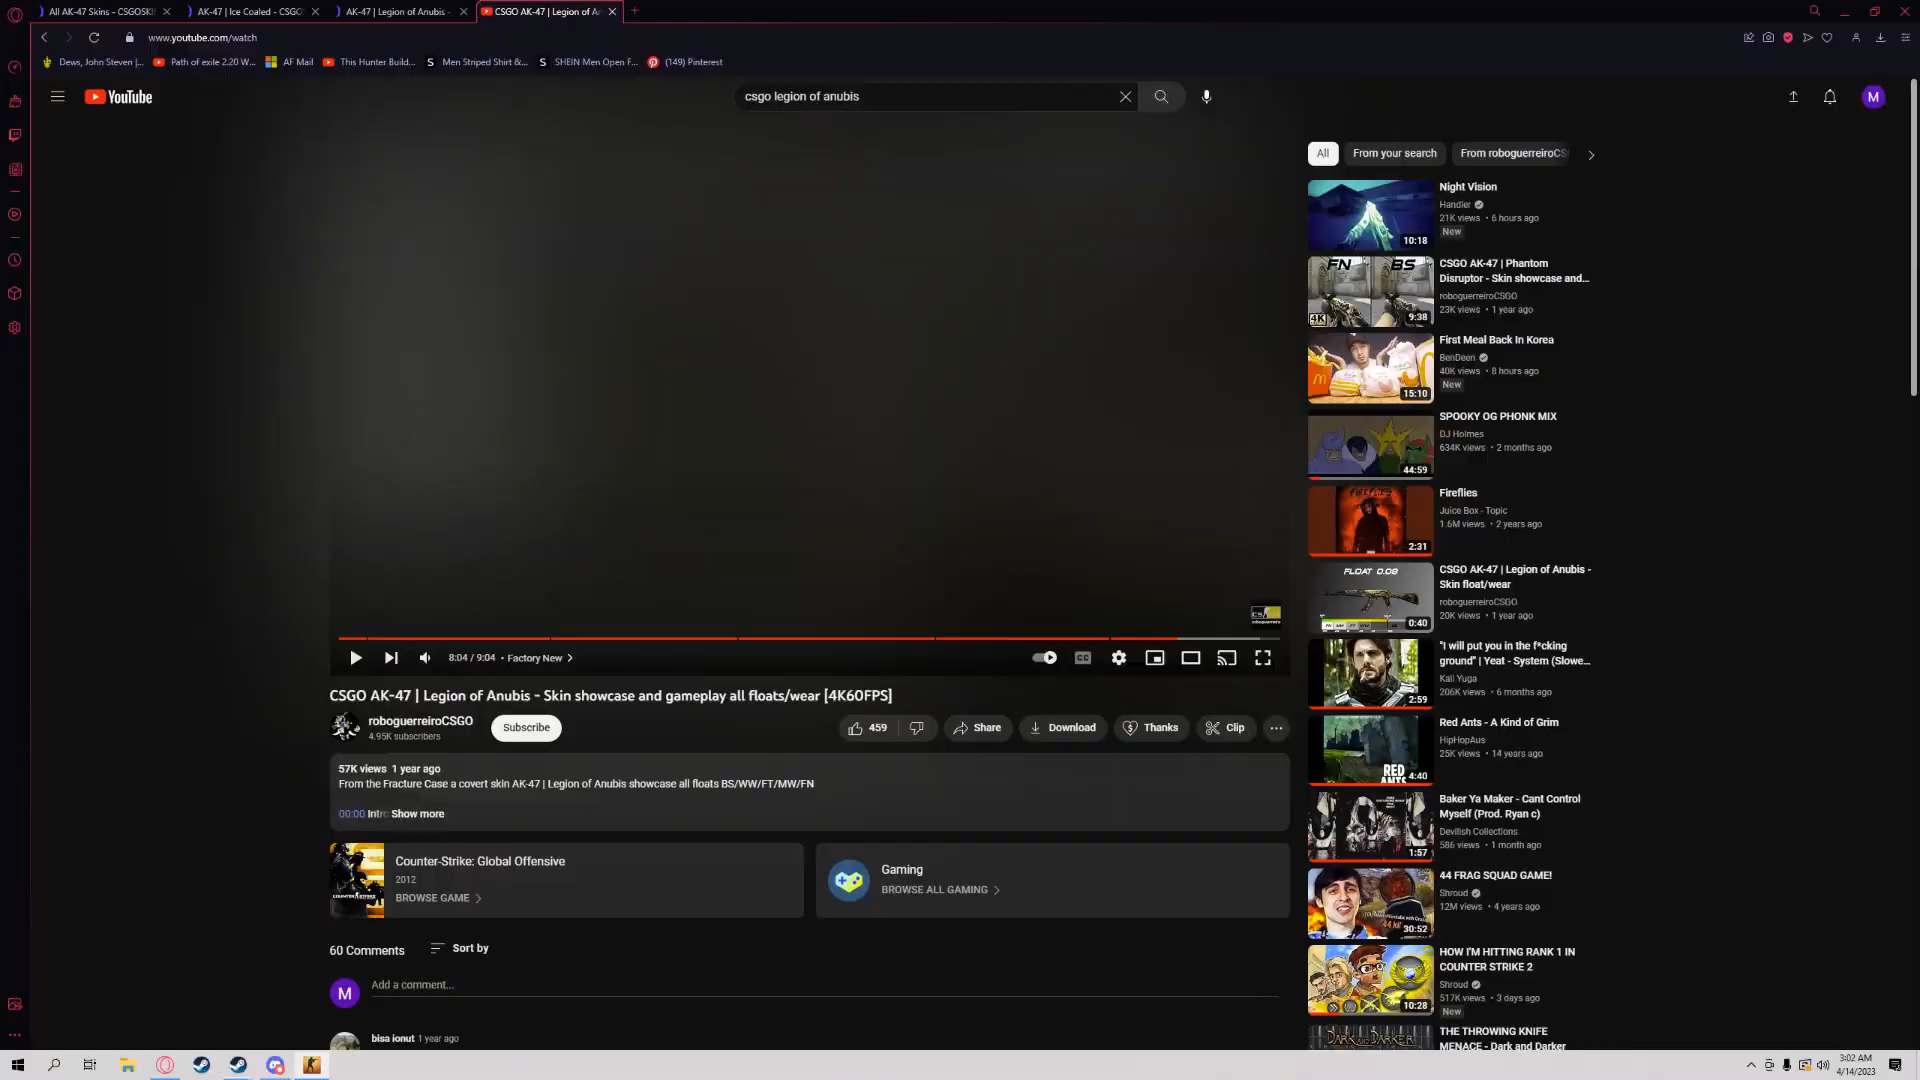 All AK-47 Skins - CSGOSKI
AK-47 | Ice Coaled - CSGO
AK-47 | Legion of Anubis -
CSGO AK-47 | Legion of An
www.youtube.com/watch
Dews, John Steven |...
Path of exile 2.20 W...
AF Mail
This Hunter Build...
Men Striped Shirt &...
SHEIN Men Open F...
(149) Pinterest
YouTube
csgo legion of anubis
M
All
From your search
From roboguerreiroCS
Night Vision
Handler
21K views • 6 hours ago
New
10:18
FN BS
4K
9:38
CSGO AK-47 | Phantom
Disruptor - Skin showcase and...
roboguerreiroCSGO
23K views • 1 year ago
First Meal Back In Korea
BenDeen
40K views • 8 hours ago
New
15:10
SPOOKY OG PHONK MIX
DJ Holmes
634K views • 2 months ago
44:59
Fireflies
Juice Box - Topic
1.6M views • 2 years ago
2:31
FLOAT 0.08
0:40
CSGO AK-47 | Legion of Anubis -
Skin float/wear
roboguerreiroCSGO
20K views • 1 year ago
"I will put you in the f*cking
ground" | Yeat - System (Slowe...
Kali Yuga
206K views • 6 months ago
2:59
Red Ants - A Kind of Grim
HipHopAus
25K views • 14 years ago
RED
ANTS
4:40
Baker Ya Maker - Cant Control
Myself (Prod. Ryan c)
Devilish Collections
586 views • 1 month ago
1:57
44 FRAG SQUAD GAME!
Shroud
12M views • 4 years ago
30:52
HOW I'M HITTING RANK 1 IN
COUNTER STRIKE 2
Shroud
517K views • 3 days ago
New
10:28
THE THROWING KNIFE
MENACE - Dark and Darker
DARK AND DARKER
8:04 / 9:04 • Factory New
CC
CSGO AK-47 | Legion of Anubis - Skin showcase and gameplay all floats/wear [4K60FPS]
roboguerreiroCSGO
4.95K subscribers
Subscribe
459
Share
Download
Thanks
Clip
57K views 1 year ago
From the Fracture Case a covert skin AK-47 | Legion of Anubis showcase all floats BS/WW/FT/MW/FN
00:00 Intro Show more
Counter-Strike: Global Offensive
2012
BROWSE GAME
Gaming
BROWSE ALL GAMING
60 Comments
Sort by
M
Add a comment...
bisa ionut 1 year ago
3:02 AM
4/14/2023